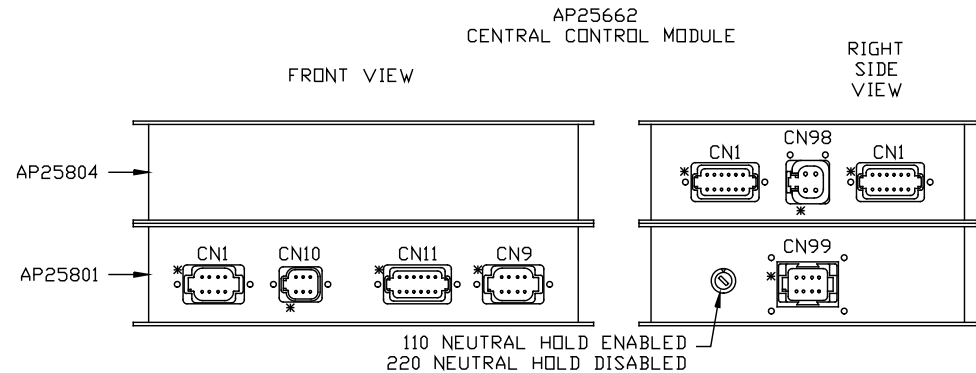 AP25662
CENTRAL CONTROL MODULE
FRONT VIEW
RIGHT
SIDE
VIEW
AP25804
CN1
CN98
CN1
AP25801
CN1
CN10
CN11
CN9
CN99
110 NEUTRAL HOLD ENABLED
220 NEUTRAL HOLD DISABLED